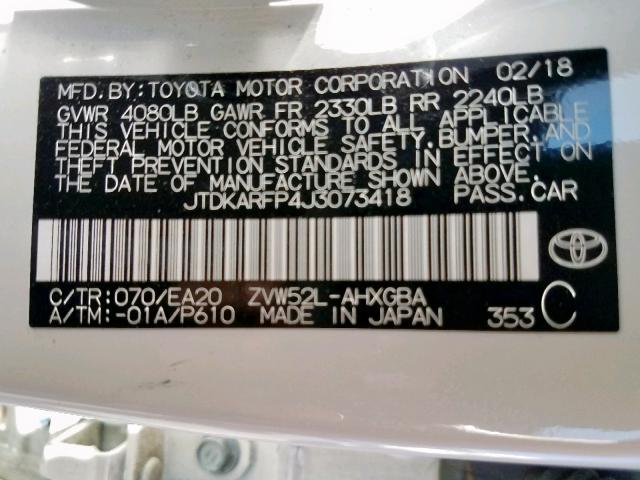 MFD. BY: TOYOTA MOTOR CORPORATION 02/18
GVWR 4080LB GAWR FR 2330LB RR 2240LB
THIS VEHICLE CONFORMS TO ALL APPLICABLE
FEDERAL MOTOR VEHICLE SAFETY, BUMPER, AND
THEFT PREVENTION STANDARDS IN EFFECT ON
THE DATE OF MANUFACTURE SHOWN ABOVE.
JTDKARFP4J3073418 PASS. CAR
C/TR: 070/EA20 ZVW52L-AHXGBA
A/TM: -01A/P610 MADE IN JAPAN 353 C